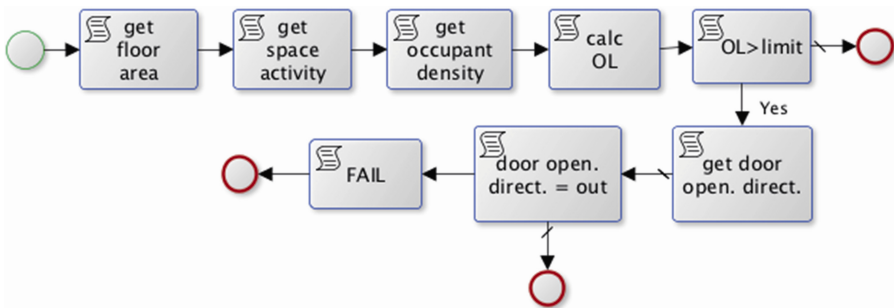 get
floor
area
get
space
activity
get
occupant
density
calc
OL
OL>limit
Yes
get door
open. direct.
door open.
direct. = out
FAIL